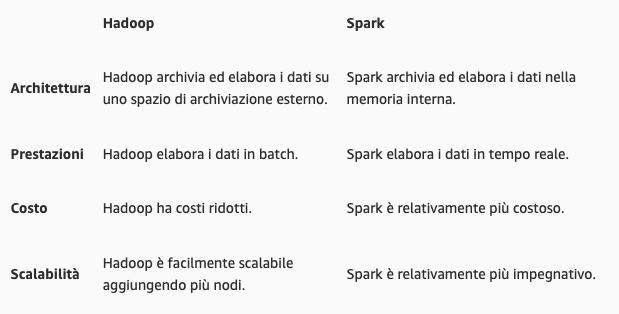 Hadoop Spark
Architettura Hadoop archivia ed elabora i dati su uno spazio di archiviazione esterno. Spark archivia ed elabora i dati nella memoria interna.
Prestazioni Hadoop elabora i dati in batch. Spark elabora i dati in tempo reale.
Costo Hadoop ha costi ridotti. Spark è relativamente più costoso.
Scalabilità Hadoop è facilmente scalabile aggiungendo più nodi. Spark è relativamente più impegnativo.